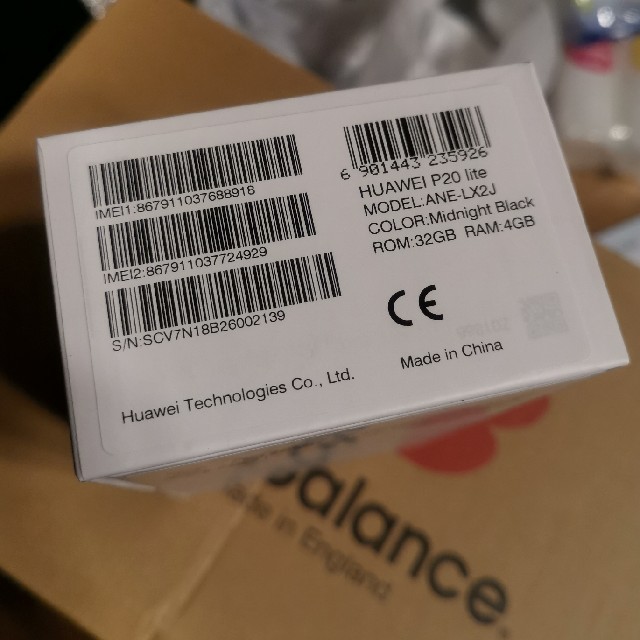 IMEI1:867911037688916
IMEI2:867911037724929
S/N:SCV7N18B26002139
6 901443 235926
HUAWEI P20 lite
MODEL:ANE-LX2J
COLOR:Midnight Black
ROM:32GB RAM:4GB
CE
Huawei Technologies Co., Ltd.
Made in China
balance
Made in England